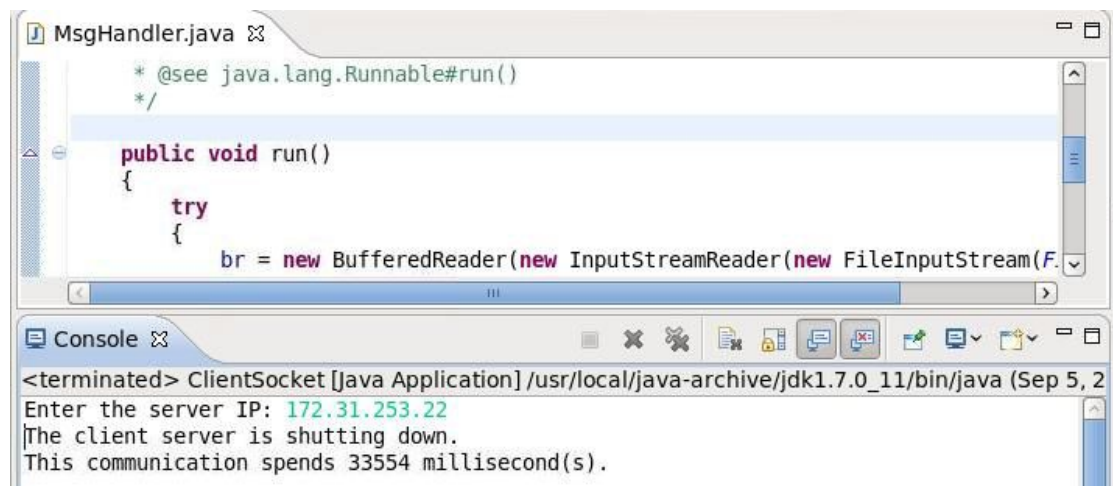 MsgHandler.java
* @see java.lang.Runnable#run()
*/
public void run()
{
try
{
br = new BufferedReader(new InputStreamReader(new FileInputStream(F.
Console
<terminated> ClientSocket [Java Application] /usr/local/java-archive/jdk1.7.0_11/bin/java (Sep 5, 2
Enter the server IP: 172.31.253.22
The client server is shutting down.
This communication spends 33554 millisecond(s).